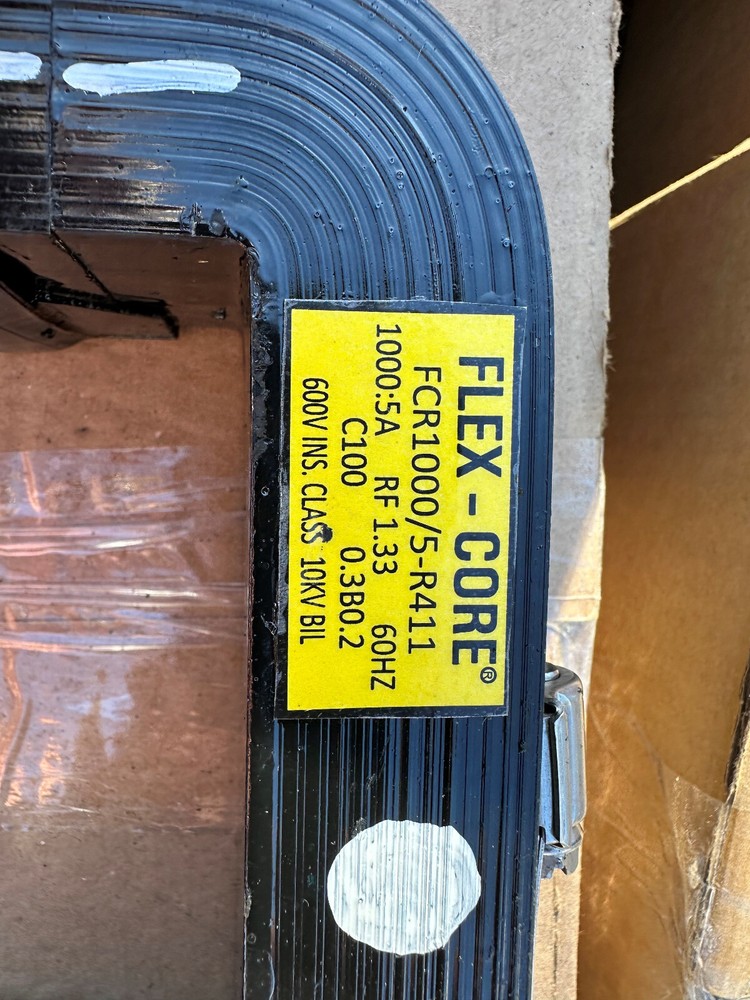 FLEX - CORE®
FCR1000/5-R411
1000:5A RF 1.33 60HZ
C100 0.3B0.2
600V INS. CLASS 10KV BIL